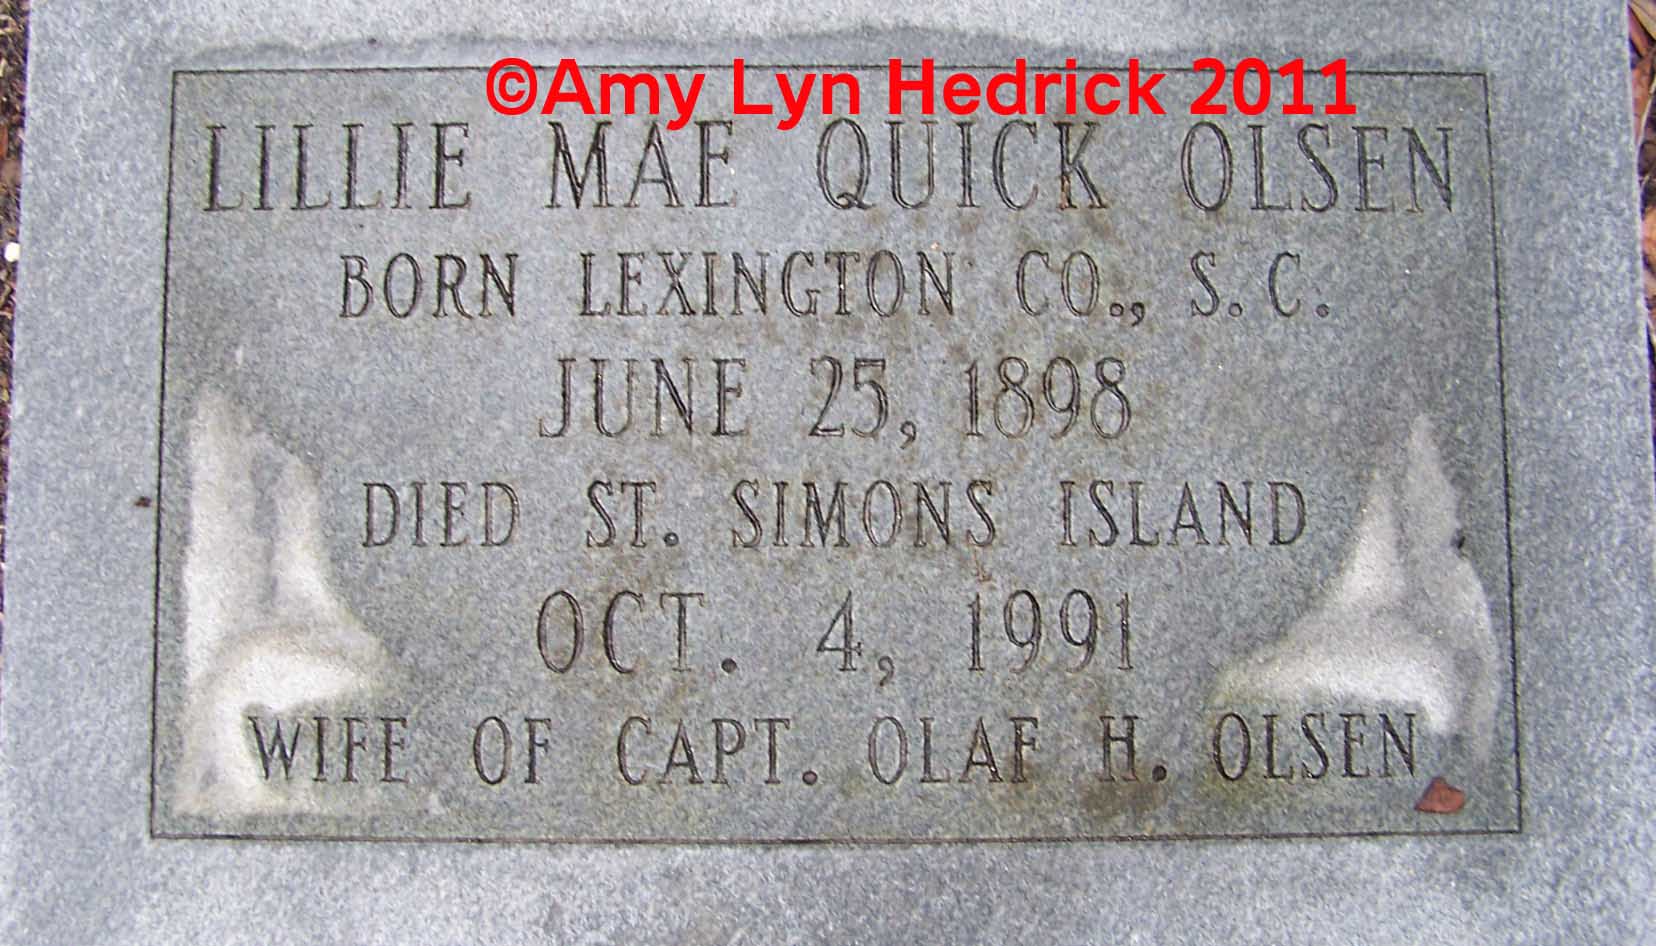 ©Amy Lyn Hedrick 2011
LILLIE MAE QUICK OLSEN
BORN LEXINGTON CO., S.C.
JUNE 25, 1898
DIED ST. SIMONS ISLAND
OCT. 4, 1991
WIFE OF CAPT. OLAF H. OLSEN